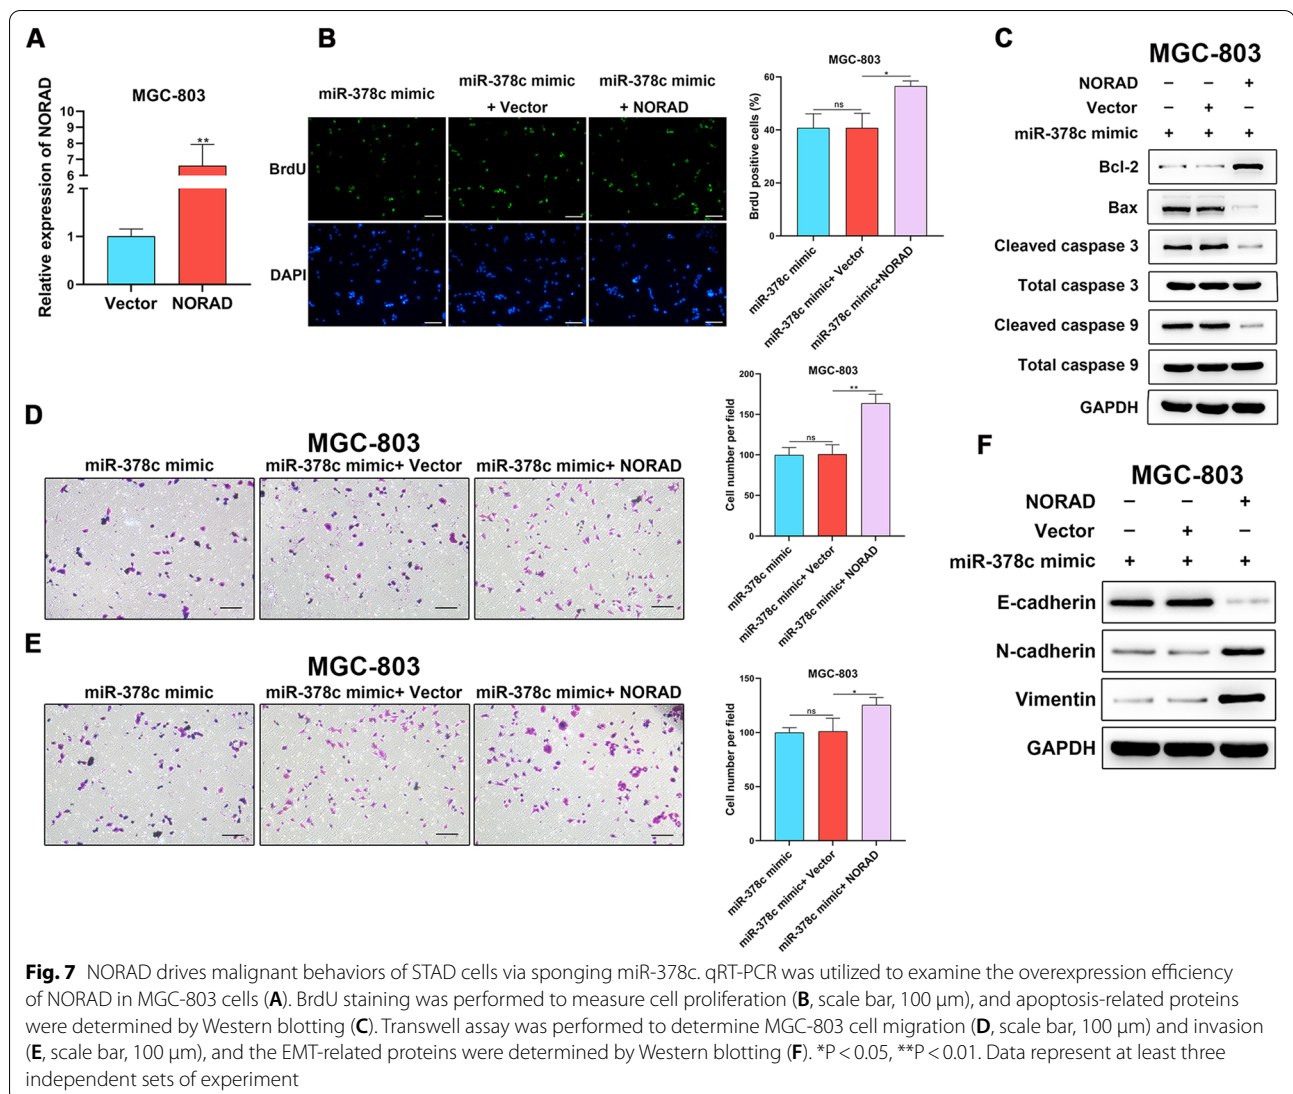 A
MGC-803
Relative expression of NORAD
10
9
8
7
6
2
1
0
**
Vector
NORAD
B
miR-378c mimic
miR-378c mimic
+ Vector
miR-378c mimic
+ NORAD
BrdU
DAPI
MGC-803
BrdU positive cells (%)
60
40
20
0
ns
*
miR-378c mimic
miR-378c mimic+ Vector
miR-378c mimic+NORAD
C
MGC-803
NORAD − − +
Vector − + −
miR-378c mimic + + +
Bcl-2
Bax
Cleaved caspase 3
Total caspase 3
Cleaved caspase 9
Total caspase 9
GAPDH
D
MGC-803
miR-378c mimic
miR-378c mimic+ Vector
miR-378c mimic+ NORAD
MGC-803
Cell number per field
200
150
100
50
0
ns
**
miR-378c mimic
miR-378c mimic+ Vector
miR-378c mimic+ NORAD
E
MGC-803
miR-378c mimic
miR-378c mimic+ Vector
miR-378c mimic+ NORAD
MGC-803
Cell number per field
150
100
50
0
ns
*
miR-378c mimic
miR-378c mimic+ Vector
miR-378c mimic+ NORAD
F
MGC-803
NORAD − − +
Vector − + −
miR-378c mimic + + +
E-cadherin
N-cadherin
Vimentin
GAPDH
Fig. 7 NORAD drives malignant behaviors of STAD cells via sponging miR-378c. qRT-PCR was utilized to examine the overexpression efficiency
of NORAD in MGC-803 cells (A). BrdU staining was performed to measure cell proliferation (B, scale bar, 100 μm), and apoptosis-related proteins
were determined by Western blotting (C). Transwell assay was performed to determine MGC-803 cell migration (D, scale bar, 100 μm) and invasion
(E, scale bar, 100 μm), and the EMT-related proteins were determined by Western blotting (F). *P < 0.05, **P < 0.01. Data represent at least three
independent sets of experiment